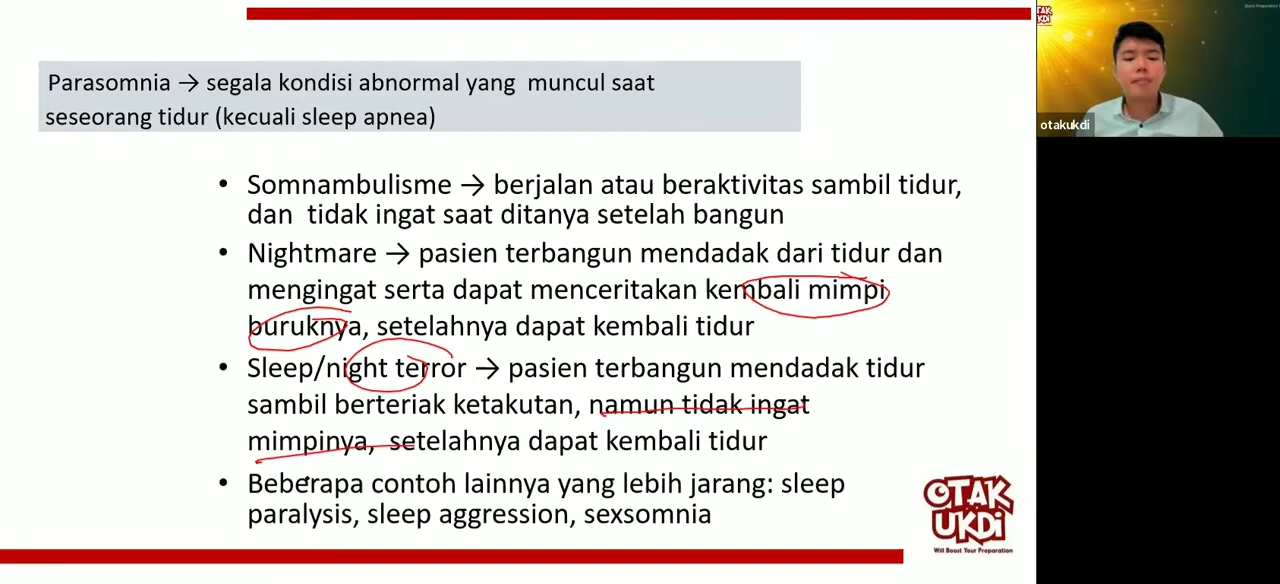 Parasomnia → segala kondisi abnormal yang muncul saat
seseorang tidur (kecuali sleep apnea)
• Somnambulisme → berjalan atau beraktivitas sambil tidur,
dan tidak ingat saat ditanya setelah bangun
• Nightmare → pasien terbangun mendadak dari tidur dan
mengingat serta dapat menceritakan kembali mimpi
buruknya, setelahnya dapat kembali tidur
• Sleep/night terror → pasien terbangun mendadak tidur
sambil berteriak ketakutan, namun tidak ingat
mimpinya, setelahnya dapat kembali tidur
• Beberapa contoh lainnya yang lebih jarang: sleep
paralysis, sleep aggression, sexsomnia
OTAK
UKDI
Will Boost Your Preparation
OTAK
UKDI
otakukdi